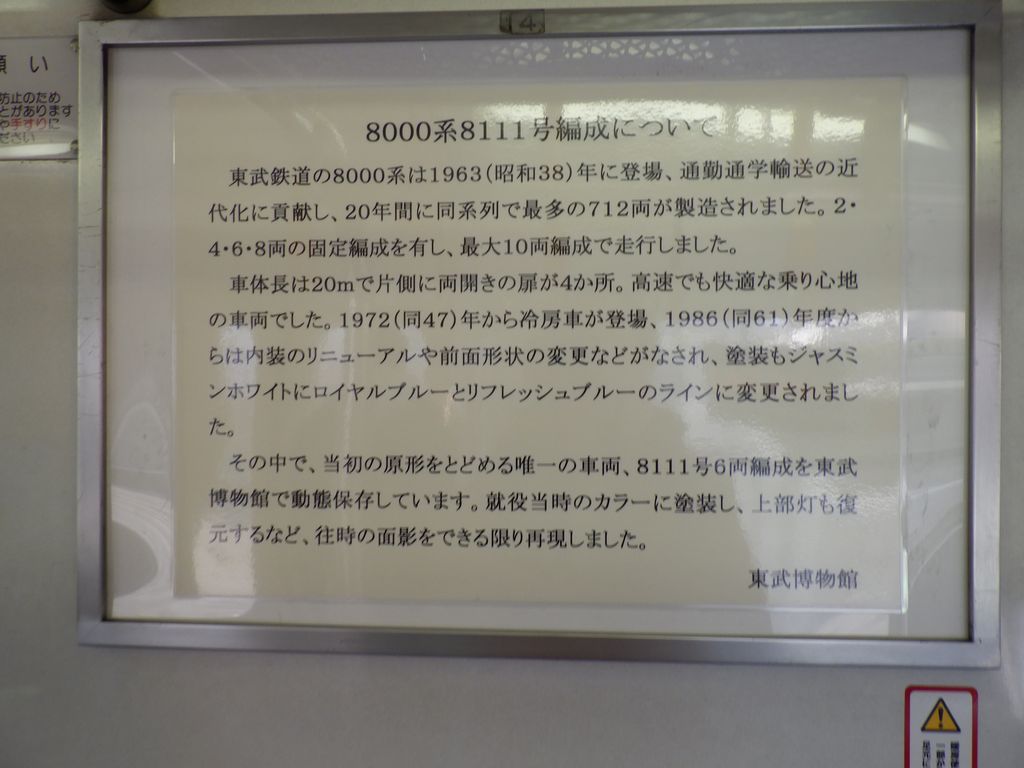 14
8000系8111号編成について
東武鉄道の8000系は1963(昭和38)年に登場、通勤通学輸送の近
代化に貢献し、20年間に同系列で最多の712両が製造されました。2・
4・6・8両の固定編成を有し、最大10両編成で走行しました。
車体長は20mで片側に両開きの扉が4か所。高速でも快適な乗り心地
の車両でした。1972(同47)年から冷房車が登場、1986(同61)年度か
らは内装のリニューアルや前面形状の変更などがなされ、塗装もジャスミ
ンホワイトにロイヤルブルーとリフレッシュブルーのラインに変更されまし
た。
その中で、当初の原形をとどめる唯一の車両、8111号6両編成を東武
博物館で動態保存しています。就役当時のカラーに塗装し、上部灯も復
元するなど、往時の面影をできる限り再現しました。
東武博物館
願い
防止のため
とがあります
や手すりに
ださい